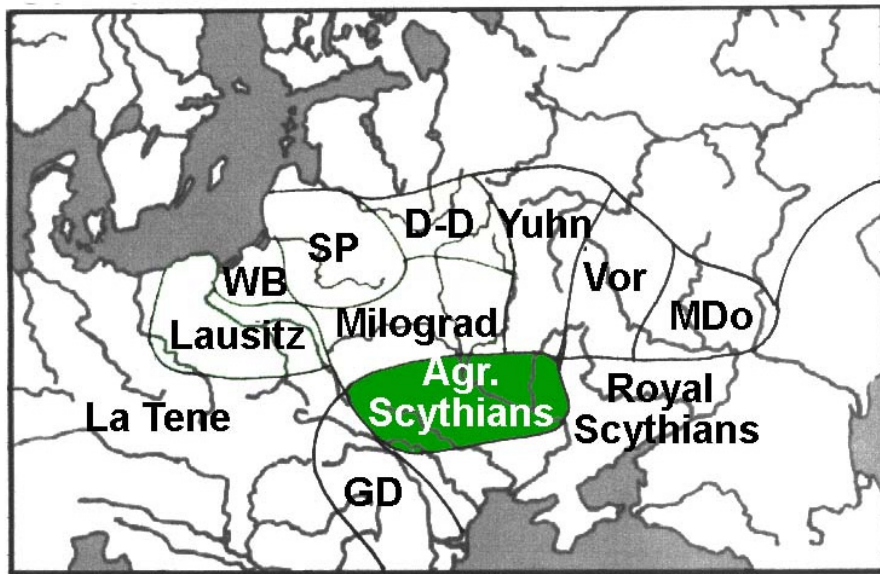 D-D
Yuhn
SP
WB
Vor
Lausitz
Milograd
MDo
Agr.
Scythians
Royal
Scythians
La Tene
GD